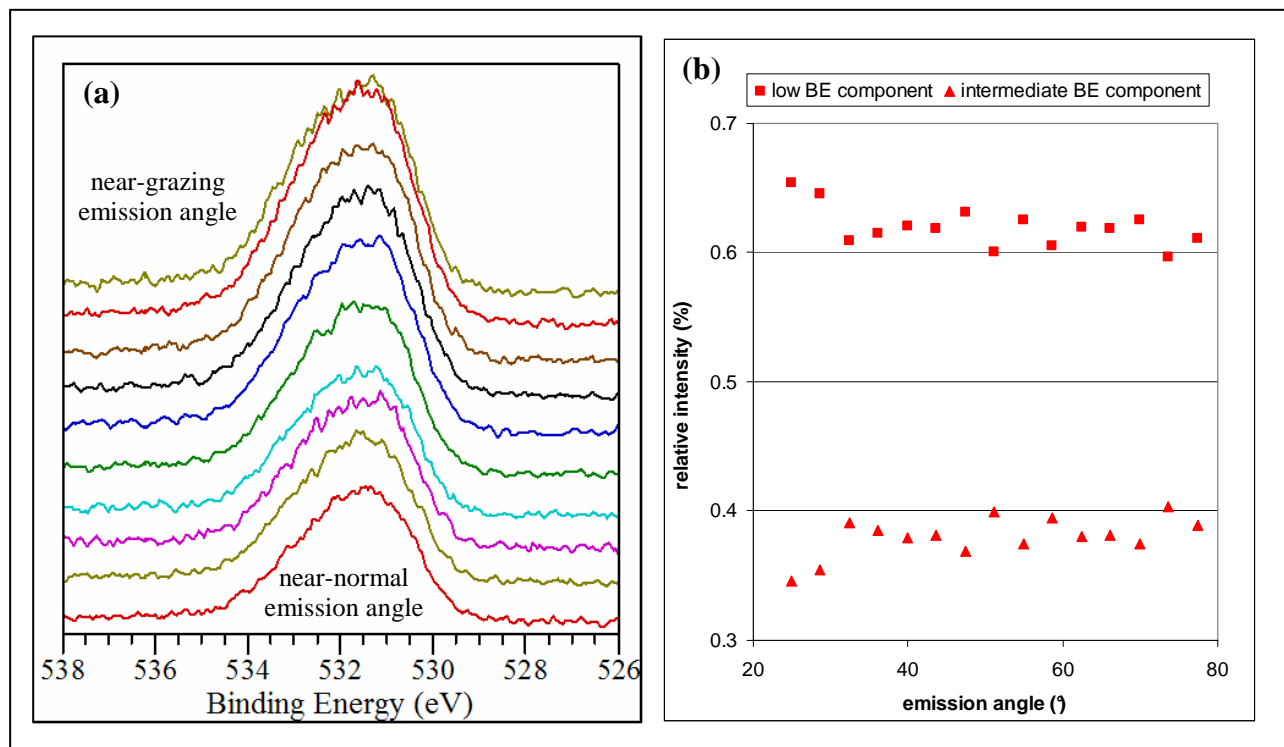 (a)
near-grazing
emission angle
near-normal
emission angle
538 536 534 532 530 528 526
Binding Energy (eV)
(b)
low BE component intermediate BE component
0.7
0.6
0.5
0.4
0.3
relative intensity (%)
20 40 60 80
emission angle (°)